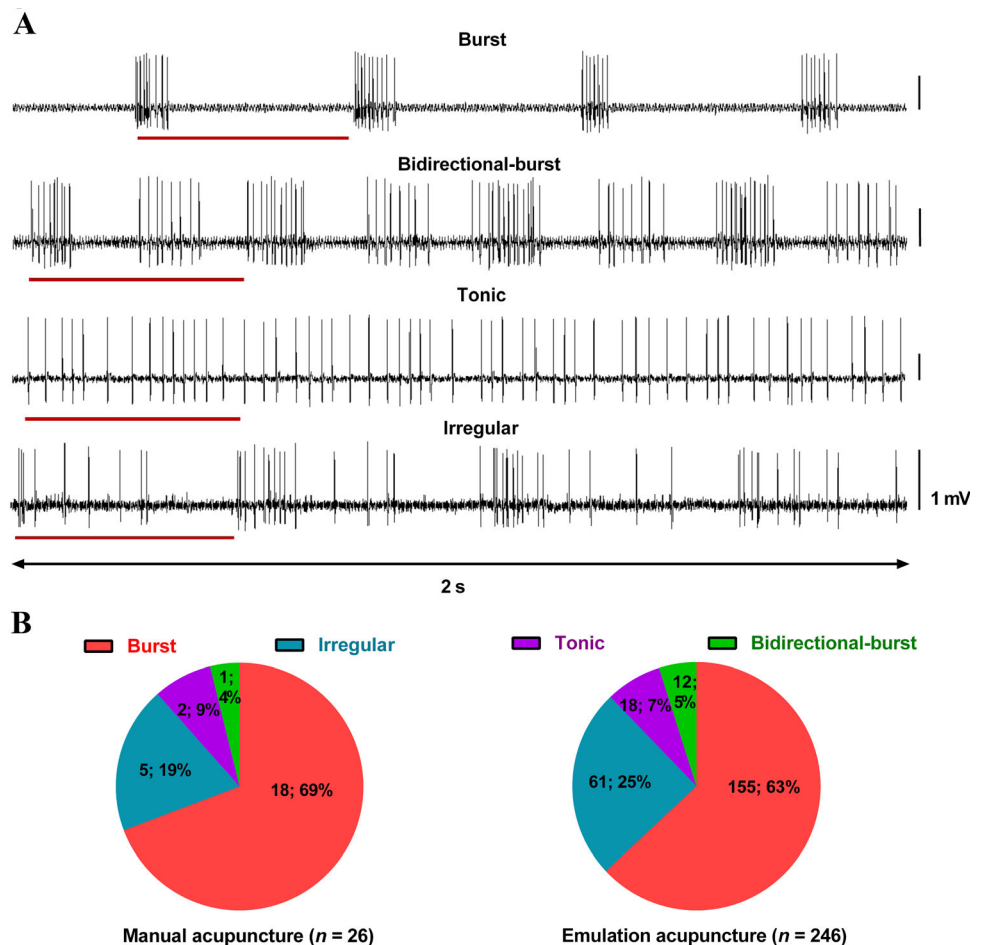 A
Burst
Bidirectional-burst
Tonic
Irregular
1 mV
2 s
B
Burst Irregular Tonic Bidirectional-burst
1;
4%
2; 9%
5; 19%
18; 69%
12;
5%
18; 7%
61; 25%
155; 63%
Manual acupuncture (n = 26)
Emulation acupuncture (n = 246)